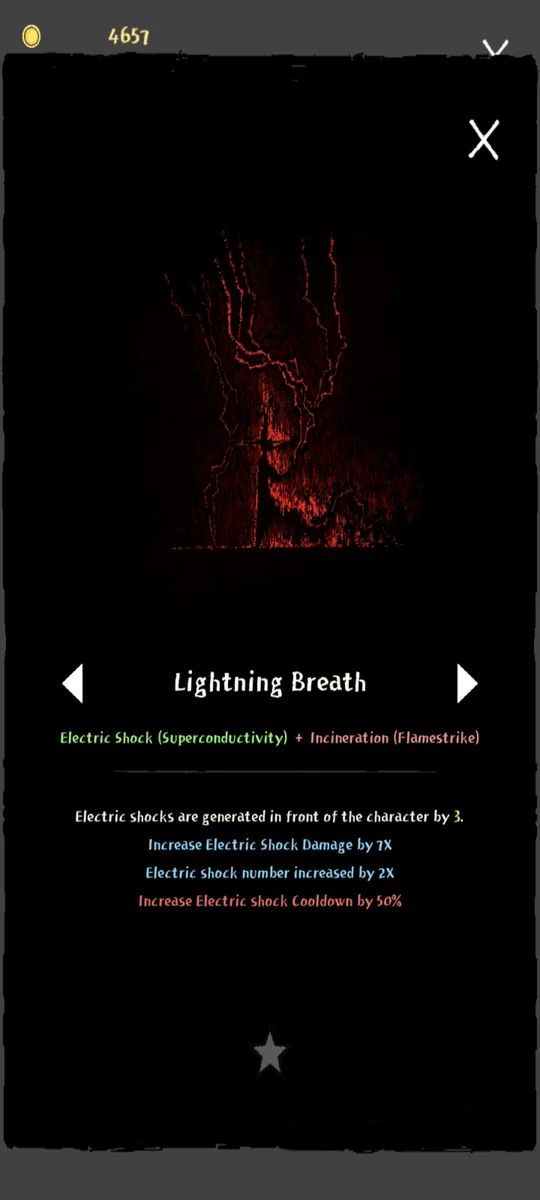 4657
X
Lightning Breath
Electric Shock (Superconductivity) + Incineration (Flamestrike)
Electric shocks are generated in front of the character by 3.
Increase Electric Shock Damage by 7X
Electric shock number increased by 2X
Increase Electric shock Cooldown by 50%